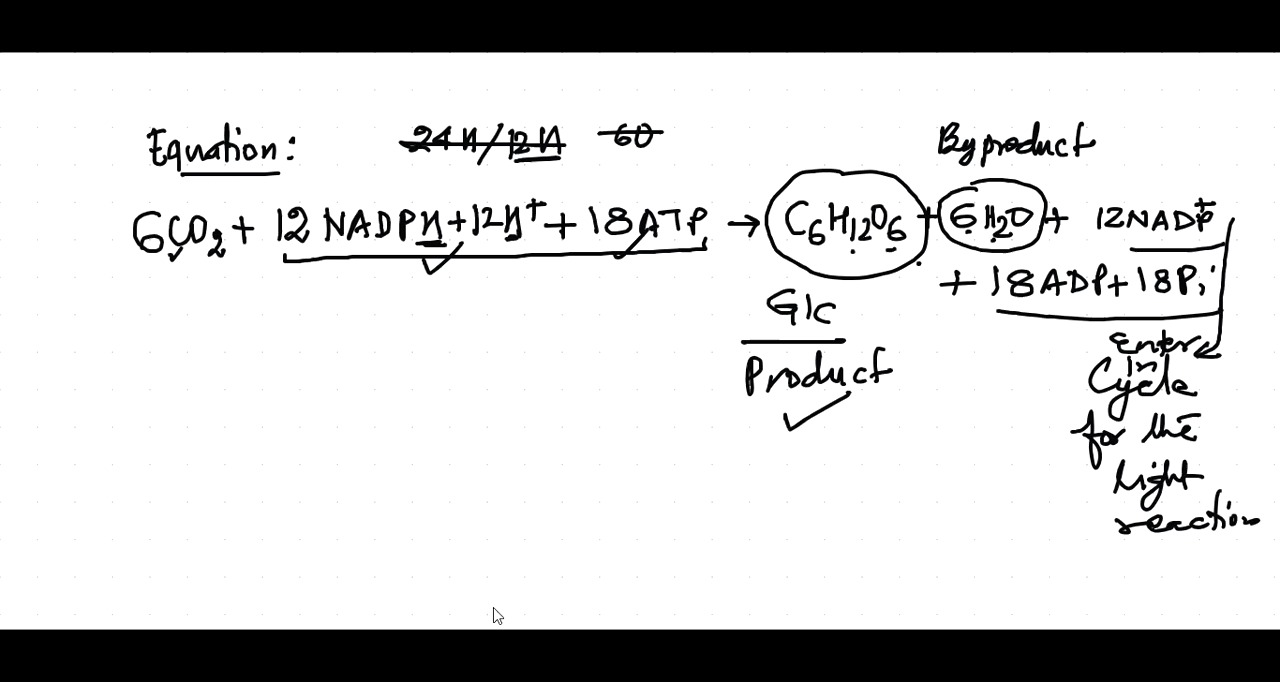 Equation: 24H/12H 60
Byproduct
6CO₂ + 12 NADPH + 12H⁺ + 18ATP → C₆H₁₂O₆ + 6H₂O + 12NADP⁺
+ 18ADP + 18Pi
Glc
Product
Enter
in
Cycle
for the
light
reaction